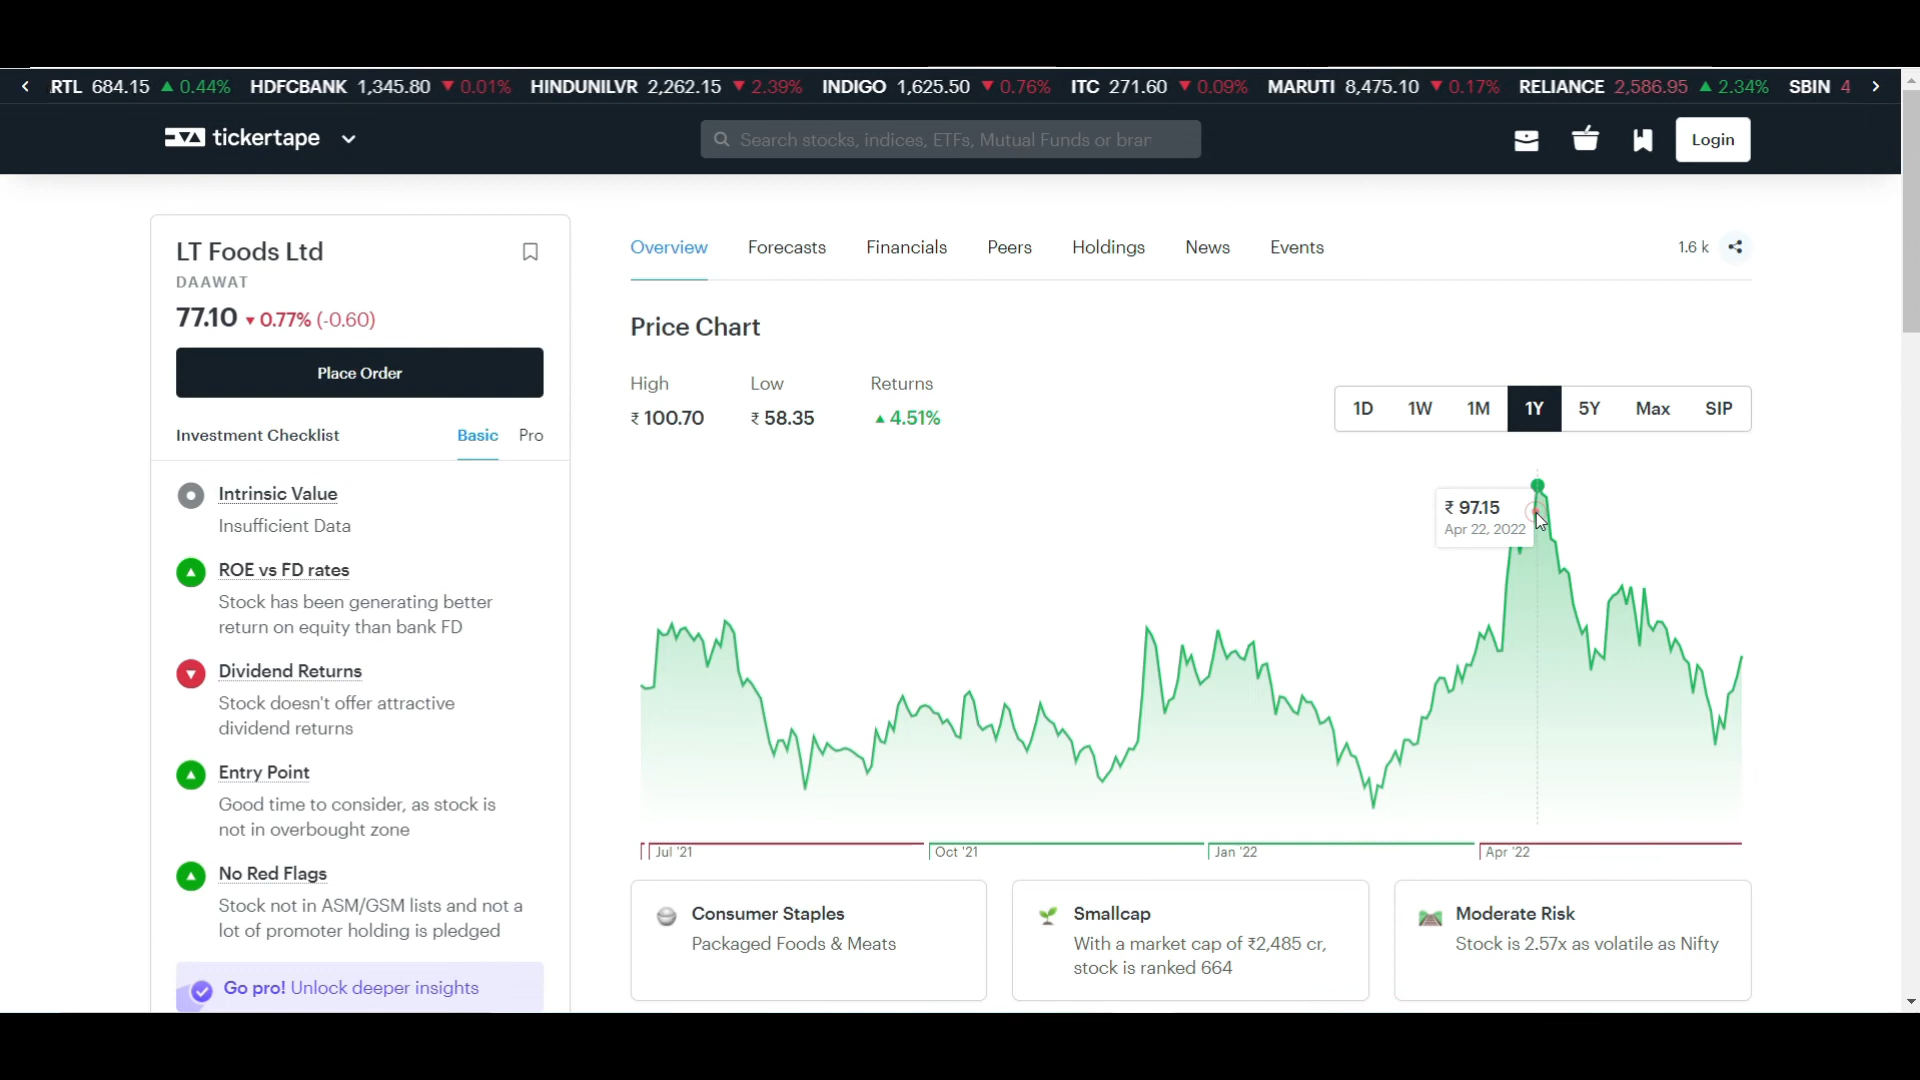 RTL 684.15 ▲ 0.44% HDFCBANK 1,345.80 ▼ 0.01% HINDUNILVR 2,262.15 ▼ 2.39% INDIGO 1,625.50 ▼ 0.76% ITC 271.60 ▼ 0.09% MARUTI 8,475.10 ▼ 0.17% RELIANCE 2,586.95 ▲ 2.34% SBIN 4
tickertape
Search stocks, indices, ETFs, Mutual Funds or brar
Login
LT Foods Ltd
DAAWAT
77.10 ▼ 0.77% (-0.60)
Place Order
Investment Checklist Basic Pro
Intrinsic Value
Insufficient Data
ROE vs FD rates
Stock has been generating better
return on equity than bank FD
Dividend Returns
Stock doesn't offer attractive
dividend returns
Entry Point
Good time to consider, as stock is
not in overbought zone
No Red Flags
Stock not in ASM/GSM lists and not a
lot of promoter holding is pledged
Go pro! Unlock deeper insights
Overview Forecasts Financials Peers Holdings News Events 1.6 k
Price Chart
High Low Returns
₹ 100.70 ₹ 58.35 ▲ 4.51%
1D 1W 1M 1Y 5Y Max SIP
₹ 97.15
Apr 22, 2022
Jul '21 Oct '21 Jan '22 Apr '22
Consumer Staples
Packaged Foods & Meats
Smallcap
With a market cap of ₹2,485 cr,
stock is ranked 664
Moderate Risk
Stock is 2.57x as volatile as Nifty